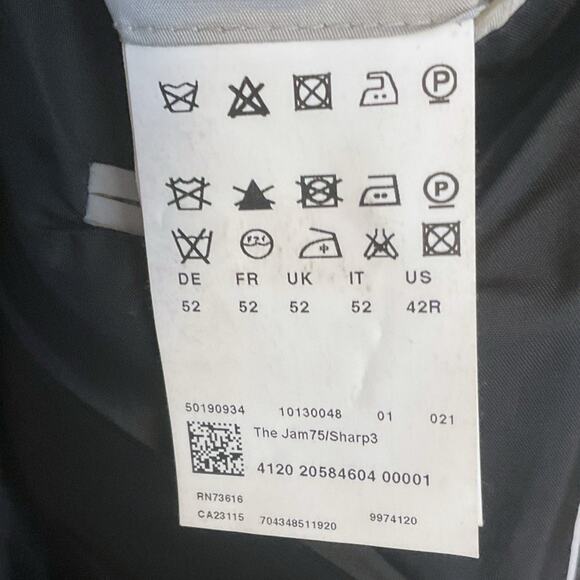 P
P
DE FR UK IT US
52 52 52 52 42R
50190934 10130048 01 021
The Jam75/Sharp3
4120 20584604 00001
RN73616
CA23115 704348511920 9974120